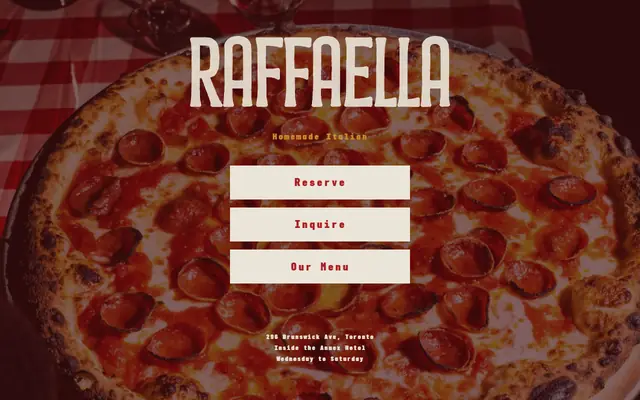 RAFFAELLA
Homemade Italian
Reserve
Inquire
Our Menu
296 Brunswick Ave, Toronto
Inside the Annex Hotel
Wednesday to Saturday